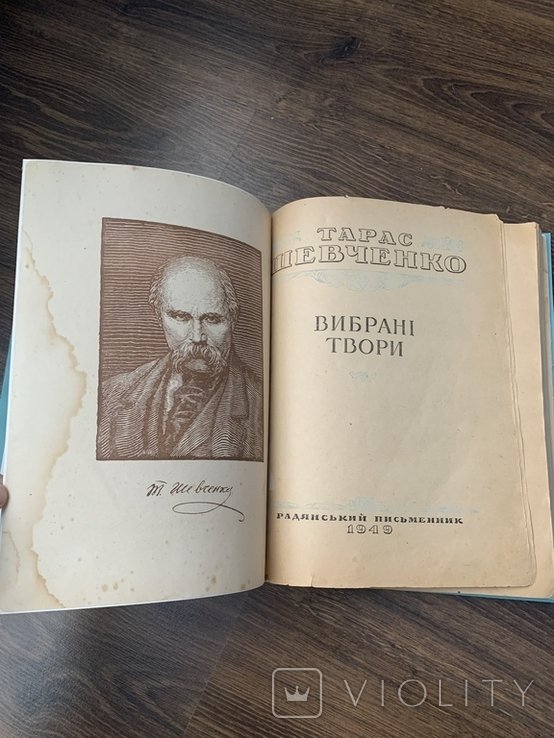 Т. Шевченко
ТАРАС
ШЕВЧЕНКО
ВИБРАНІ
ТВОРИ
РАДЯНСЬКИЙ ПИСЬМЕННИК
1949
VIOLITY